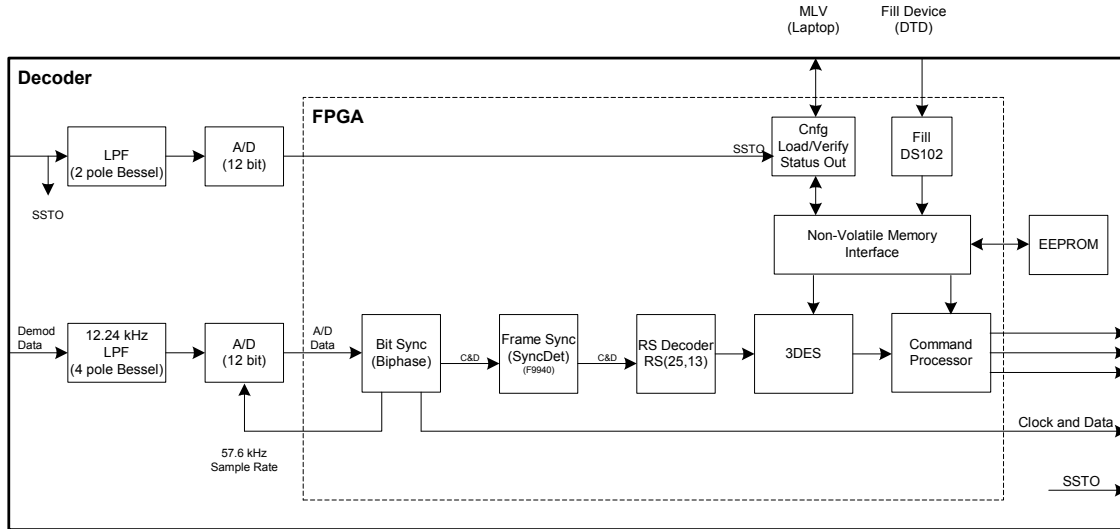 MLV
(Laptop)
Fill Device
(DTD)
Decoder
FPGA
LPF
(2 pole Bessel)
A/D
(12 bit)
SSTO
SSTO
Cnfg
Load/Verify
Status Out
Fill
DS102
Non-Volatile Memory
Interface
EEPROM
Demod
Data
12.24 kHz
LPF
(4 pole Bessel)
A/D
(12 bit)
A/D
Data
Bit Sync
(Biphase)
C&D
Frame Sync
(SyncDet)
(F9940)
C&D
RS Decoder
RS(25,13)
3DES
Command
Processor
57.6 kHz
Sample Rate
Clock and Data
SSTO